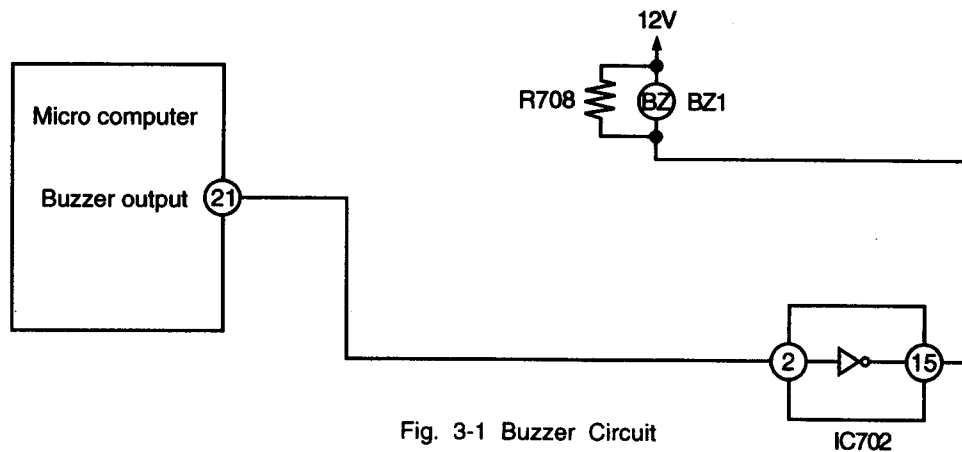 12V
R708
BZ
BZ1
Micro computer
Buzzer output
21
2
15
Fig. 3-1 Buzzer Circuit
IC702